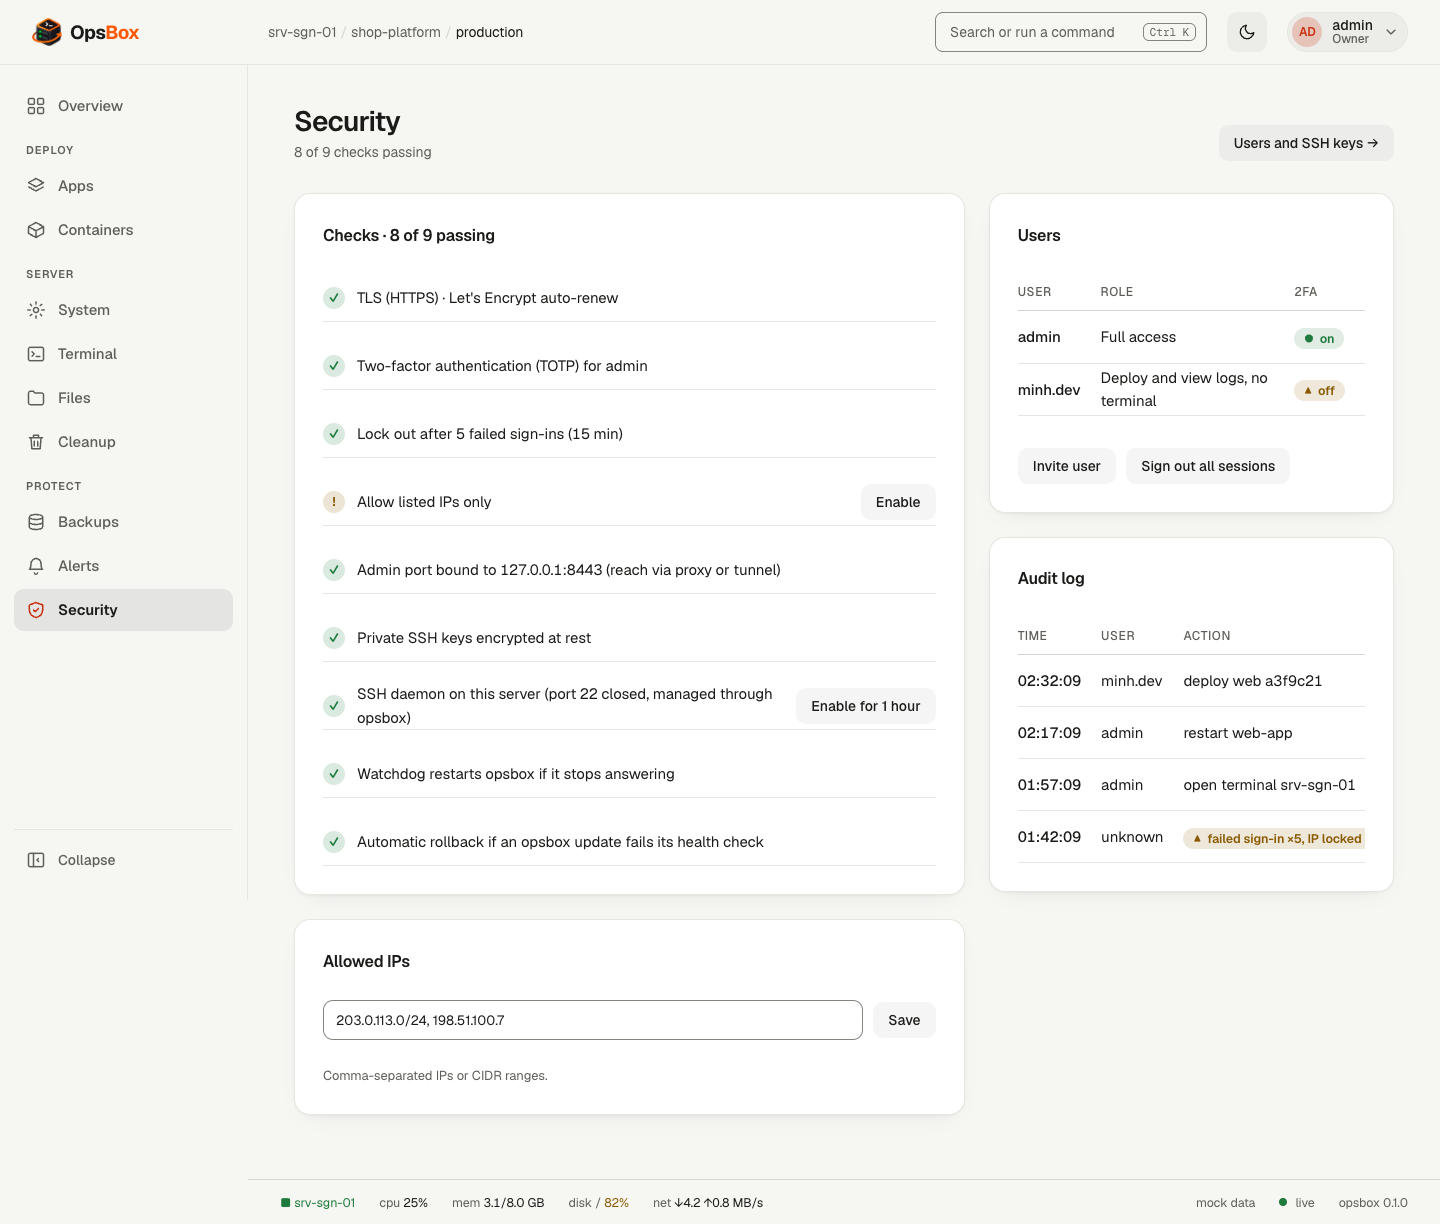 OpsBox
srv-sgn-01 / shop-platform / production
Search or run a command
Ctrl K
AD
admin
Owner
Overview
DEPLOY
Apps
Containers
SERVER
System
Terminal
Files
Cleanup
PROTECT
Backups
Alerts
Security
Collapse
Security
8 of 9 checks passing
Users and SSH keys →
Checks · 8 of 9 passing
TLS (HTTPS) · Let's Encrypt auto-renew
Two-factor authentication (TOTP) for admin
Lock out after 5 failed sign-ins (15 min)
! Allow listed IPs only
Enable
Admin port bound to 127.0.0.1:8443 (reach via proxy or tunnel)
Private SSH keys encrypted at rest
SSH daemon on this server (port 22 closed, managed through
opsbox)
Enable for 1 hour
Watchdog restarts opsbox if it stops answering
Automatic rollback if an opsbox update fails its health check
Allowed IPs
203.0.113.0/24, 198.51.100.7
Save
Comma-separated IPs or CIDR ranges.
Users
USER ROLE 2FA
admin Full access on
minh.dev Deploy and view logs, no
terminal
off
Invite user
Sign out all sessions
Audit log
TIME USER ACTION
02:32:09 minh.dev deploy web a3f9c21
02:17:09 admin restart web-app
01:57:09 admin open terminal srv-sgn-01
01:42:09 unknown failed sign-in ×5, IP locked
srv-sgn-01 cpu 25% mem 3.1/8.0 GB disk / 82% net ↓4.2 ↑0.8 MB/s
mock data live opsbox 0.1.0